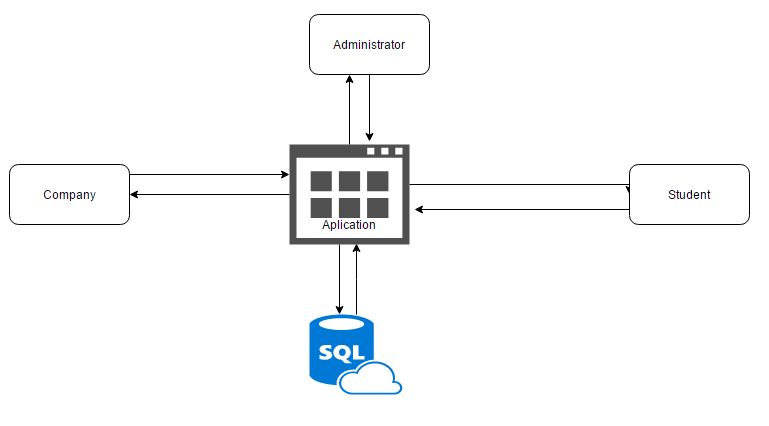 Administrator
Company
Student
Aplication
SQL